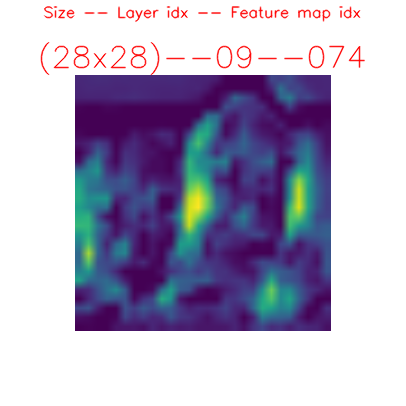 Size -- Layer idx -- Feature map idx
(28x28)--09--074